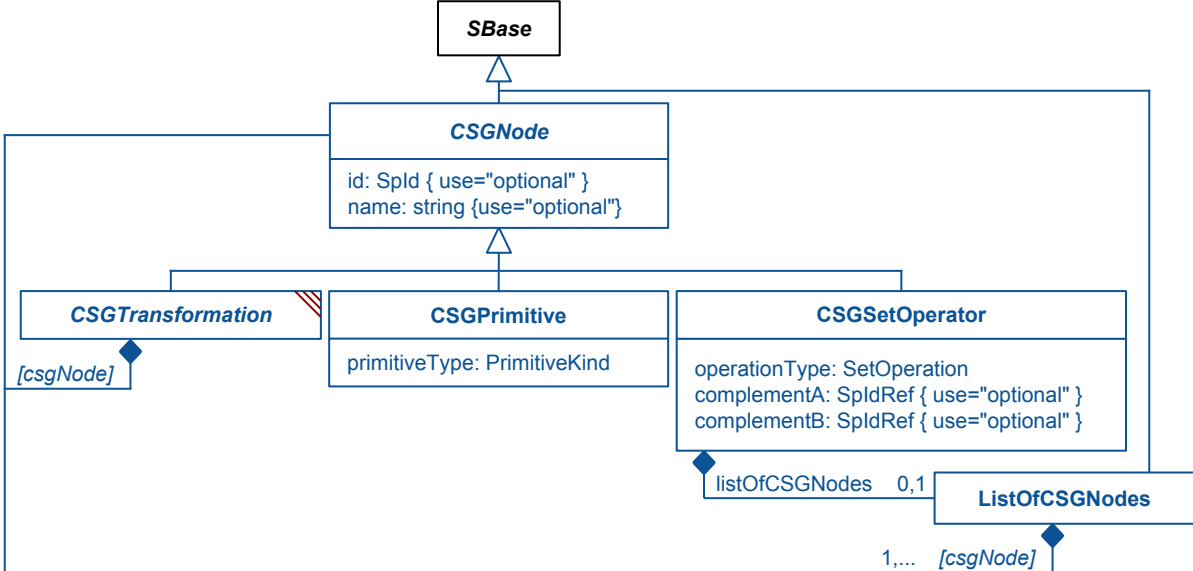 SBase
CSGNode
id: SpId { use="optional" }
name: string {use="optional"}
CSGTransformation
CSGPrimitive
CSGSetOperator
primitiveType: PrimitiveKind
operationType: SetOperation
complementA: SpIdRef { use="optional" }
complementB: SpIdRef { use="optional" }
[csgNode]
listOfCSGNodes 0,1
ListOfCSGNodes
1,... [csgNode]